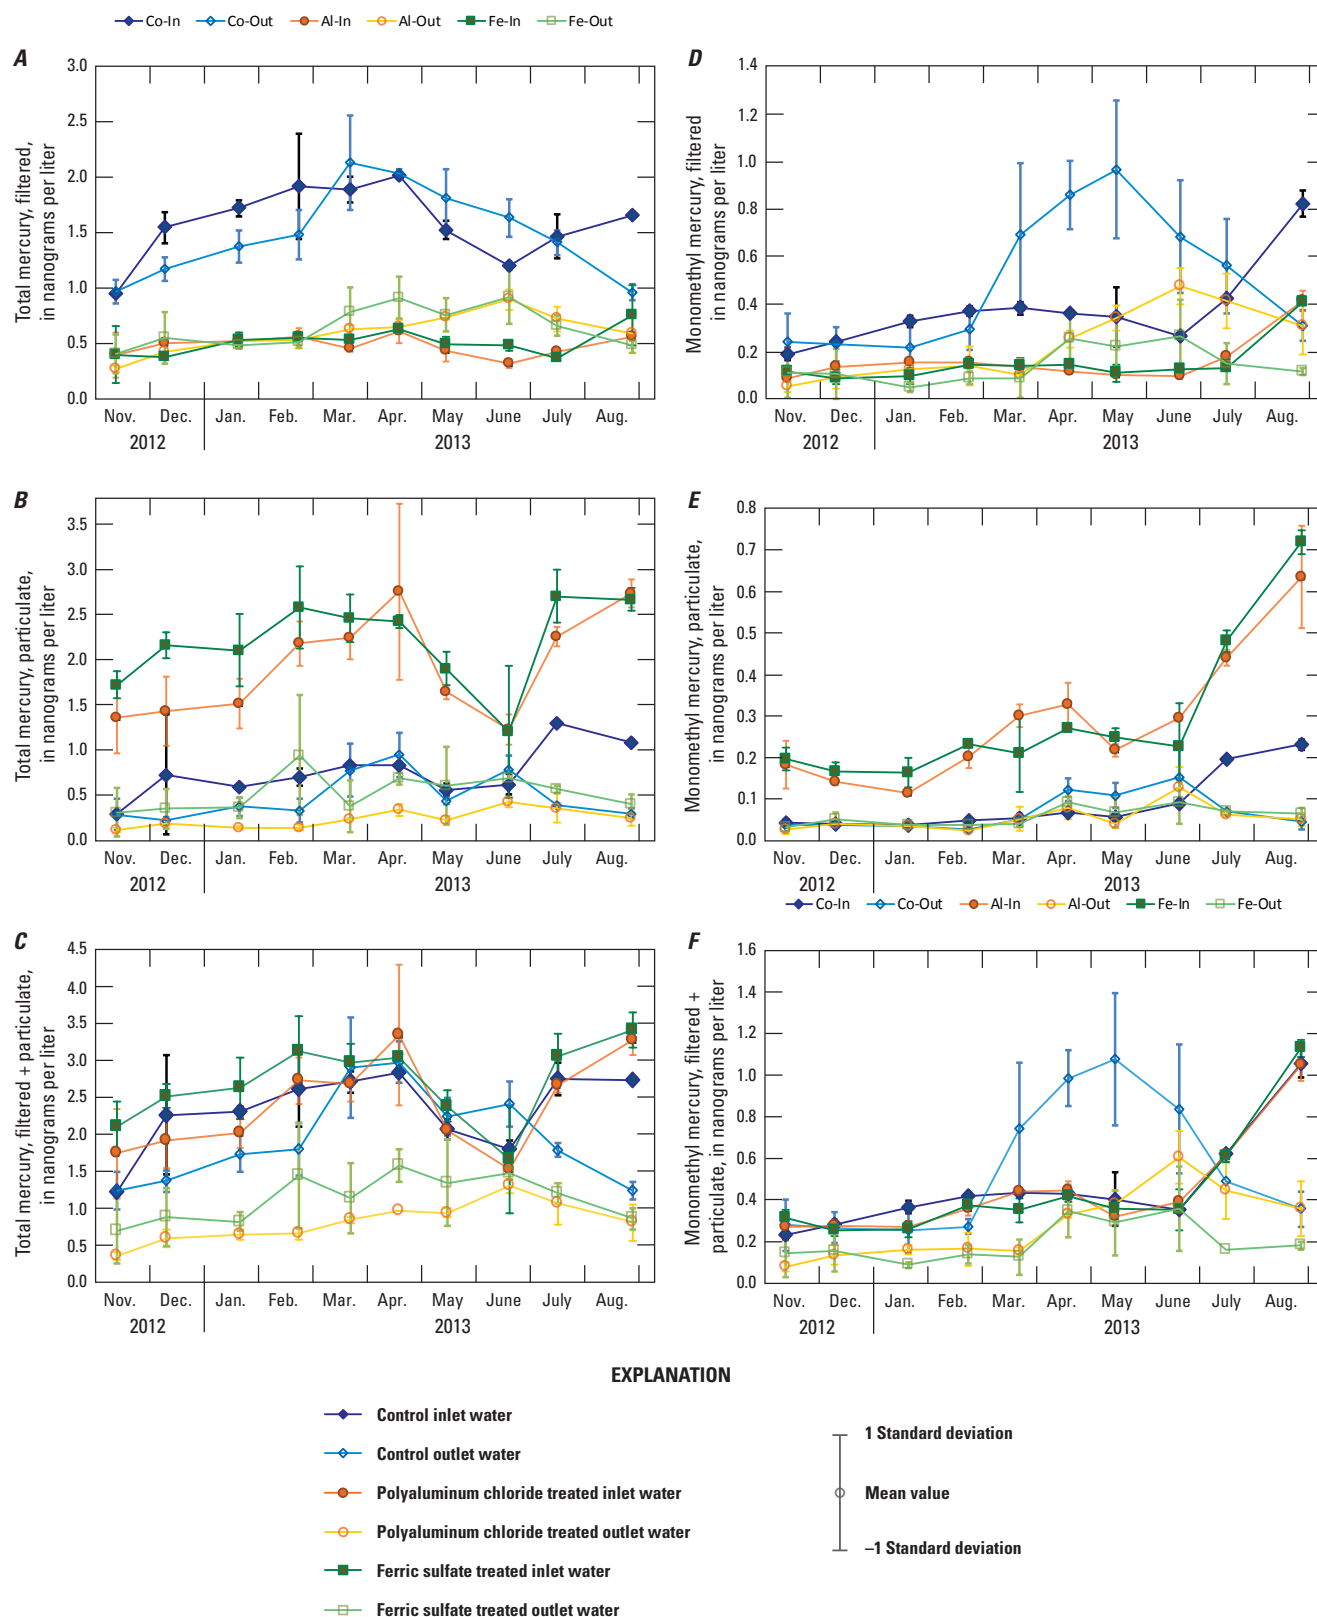 Co-In Co-Out Al-In Al-Out Fe-In Fe-Out
A
Total mercury, filtered,
in nanograms per liter
3.0
2.5
2.0
1.5
1.0
0.5
0.0
Nov. Dec. Jan. Feb. Mar. Apr. May June July Aug.
2012 2013
D
Monomethyl mercury, filtered
in nanograms per liter
1.4
1.2
1.0
0.8
0.6
0.4
0.2
0.0
Nov. Dec. Jan. Feb. Mar. Apr. May June July Aug.
2012 2013
B
Total mercury, particulate,
in nanograms per liter
3.5
3.0
2.5
2.0
1.5
1.0
0.5
0.0
Nov. Dec. Jan. Feb. Mar. Apr. May June July Aug.
2012 2013
E
Monomethyl mercury, particulate,
in nanograms per liter
0.8
0.7
0.6
0.5
0.4
0.3
0.2
0.1
0.0
Nov. Dec. Jan. Feb. Mar. Apr. May June July Aug.
2012 2013
Co-In Co-Out Al-In Al-Out Fe-In Fe-Out
C
Total mercury, filtered + particulate,
in nanograms per liter
4.5
4.0
3.5
3.0
2.5
2.0
1.5
1.0
0.5
0.0
Nov. Dec. Jan. Feb. Mar. Apr. May June July Aug.
2012 2013
F
Monomethyl mercury, filtered +
particulate, in nanograms per liter
1.6
1.4
1.2
1.0
0.8
0.6
0.4
0.2
0.0
Nov. Dec. Jan. Feb. Mar. Apr. May June July Aug.
2012 2013
EXPLANATION
Control inlet water
Control outlet water
Polyaluminum chloride treated inlet water
Polyaluminum chloride treated outlet water
Ferric sulfate treated inlet water
Ferric sulfate treated outlet water
1 Standard deviation
Mean value
–1 Standard deviation